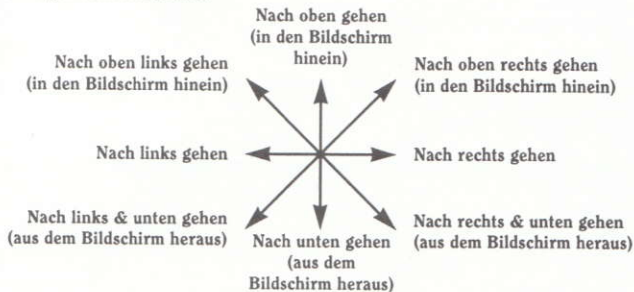 Nach oben gehen
(in den Bildschirm
hinein)
Nach oben links gehen
(in den Bildschirm hinein)
Nach oben rechts gehen
(in den Bildschirm hinein)
Nach links gehen
Nach rechts gehen
Nach links & unten gehen
(aus dem Bildschirm heraus)
Nach unten gehen
(aus dem
Bildschirm heraus)
Nach rechts & unten gehen
(aus dem Bildschirm heraus)